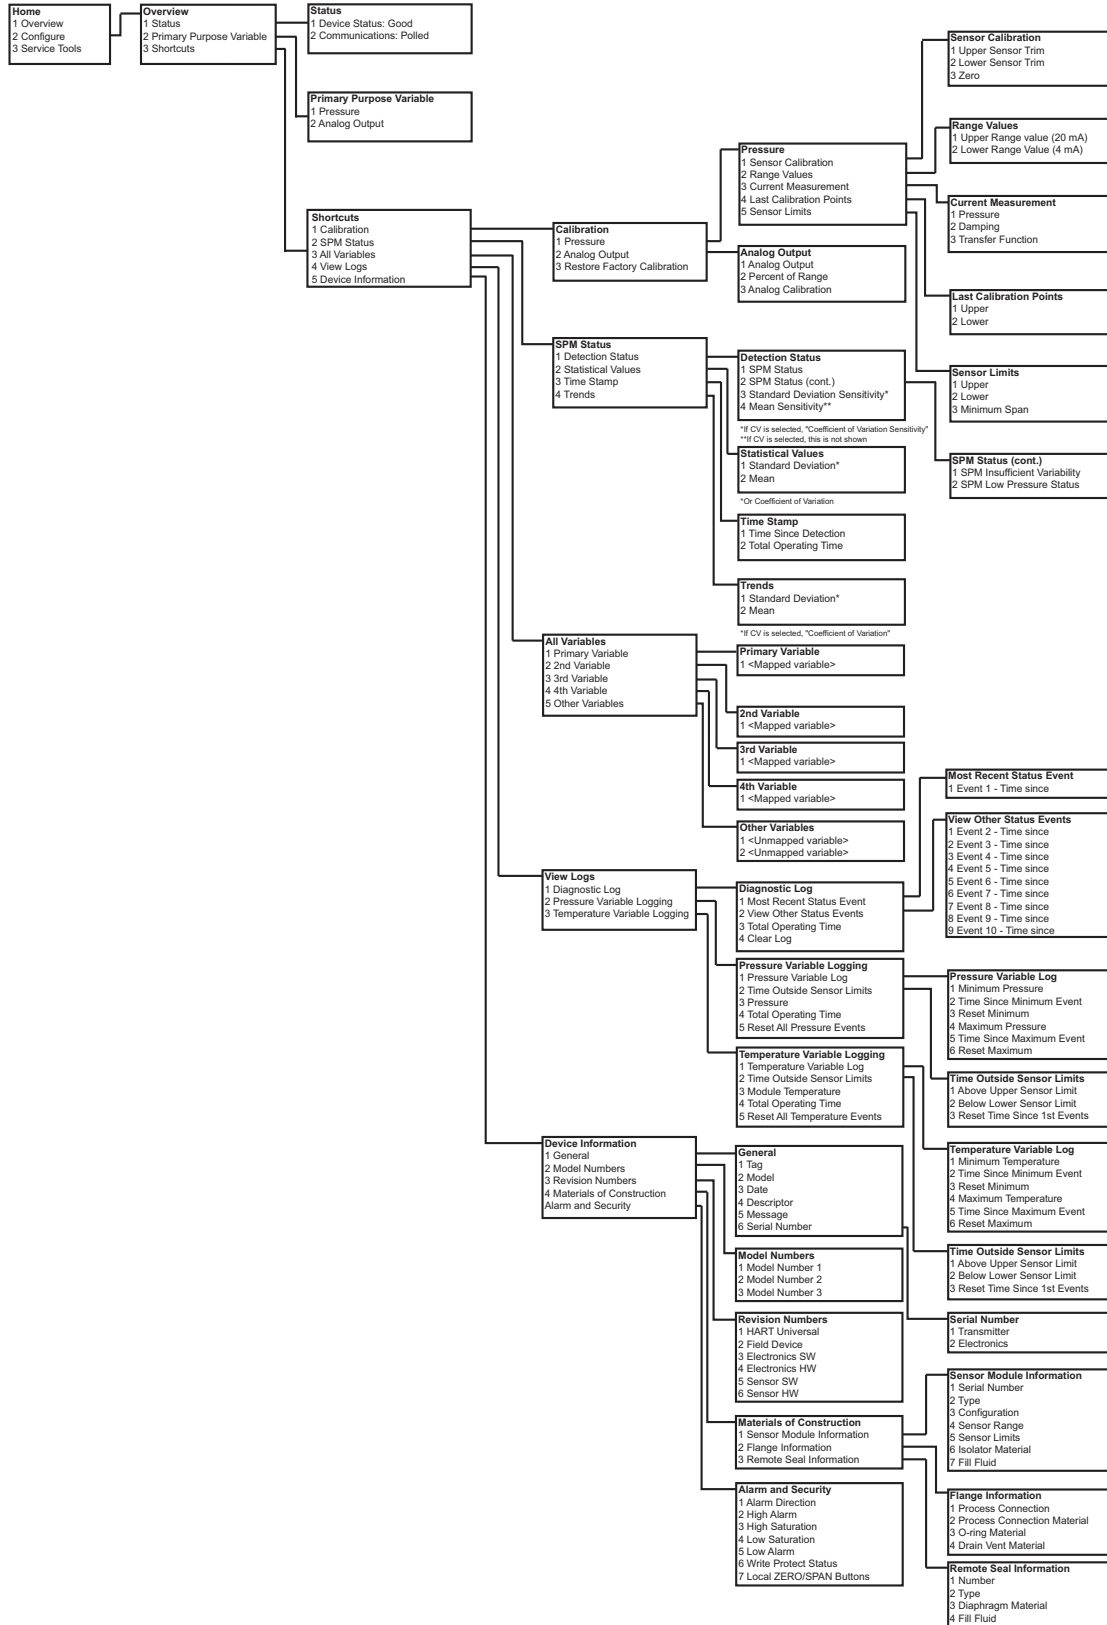 Home
1 Overview
2 Configure
3 Service Tools
Overview
1 Status
2 Primary Purpose Variable
3 Shortcuts
Status
1 Device Status: Good
2 Communications: Polled
Primary Purpose Variable
1 Pressure
2 Analog Output
Shortcuts
1 Calibration
2 SPM Status
3 All Variables
4 View Logs
5 Device Information
Calibration
1 Pressure
2 Analog Output
3 Restore Factory Calibration
Pressure
1 Sensor Calibration
2 Range Values
3 Current Measurement
4 Last Calibration Points
5 Sensor Limits
Analog Output
1 Analog Output
2 Percent of Range
3 Analog Calibration
Sensor Calibration
1 Upper Sensor Trim
2 Lower Sensor Trim
3 Zero
Range Values
1 Upper Range value (20 mA)
2 Lower Range Value (4 mA)
Current Measurement
1 Pressure
2 Damping
3 Transfer Function
Last Calibration Points
1 Upper
2 Lower
Sensor Limits
1 Upper
2 Lower
3 Minimum Span
SPM Status
1 Detection Status
2 Statistical Values
3 Time Stamp
4 Trends
Detection Status
1 SPM Status
2 SPM Status (cont.)
3 Standard Deviation Sensitivity*
4 Mean Sensitivity**
*If CV is selected, "Coefficient of Variation Sensitivity"
**If CV is selected, this is not shown
SPM Status (cont.)
1 SPM Insufficient Variability
2 SPM Low Pressure Status
Statistical Values
1 Standard Deviation*
2 Mean
*Or Coefficient of Variation
Time Stamp
1 Time Since Detection
2 Total Operating Time
Trends
1 Standard Deviation*
2 Mean
*If CV is selected, "Coefficient of Variation"
All Variables
1 Primary Variable
2 2nd Variable
3 3rd Variable
4 4th Variable
5 Other Variables
Primary Variable
1 <Mapped variable>
2nd Variable
1 <Mapped variable>
3rd Variable
1 <Mapped variable>
4th Variable
1 <Mapped variable>
Other Variables
1 <Unmapped variable>
2 <Unmapped variable>
View Logs
1 Diagnostic Log
2 Pressure Variable Logging
3 Temperature Variable Logging
Diagnostic Log
1 Most Recent Status Event
2 View Other Status Events
3 Total Operating Time
4 Clear Log
Most Recent Status Event
1 Event 1 - Time since
View Other Status Events
1 Event 2 - Time since
2 Event 3 - Time since
3 Event 4 - Time since
4 Event 5 - Time since
5 Event 6 - Time since
6 Event 7 - Time since
7 Event 8 - Time since
8 Event 9 - Time since
9 Event 10 - Time since
Pressure Variable Logging
1 Pressure Variable Log
2 Time Outside Sensor Limits
3 Pressure
4 Total Operating Time
5 Reset All Pressure Events
Pressure Variable Log
1 Minimum Pressure
2 Time Since Minimum Event
3 Reset Minimum
4 Maximum Pressure
5 Time Since Maximum Event
6 Reset Maximum
Time Outside Sensor Limits
1 Above Upper Sensor Limit
2 Below Lower Sensor Limit
3 Reset Time Since 1st Events
Temperature Variable Logging
1 Temperature Variable Log
2 Time Outside Sensor Limits
3 Module Temperature
4 Total Operating Time
5 Reset All Temperature Events
Temperature Variable Log
1 Minimum Temperature
2 Time Since Minimum Event
3 Reset Minimum
4 Maximum Temperature
5 Time Since Maximum Event
6 Reset Maximum
Time Outside Sensor Limits
1 Above Upper Sensor Limit
2 Below Lower Sensor Limit
3 Reset Time Since 1st Events
Device Information
1 General
2 Model Numbers
3 Revision Numbers
4 Materials of Construction
Alarm and Security
General
1 Tag
2 Model
3 Date
4 Descriptor
5 Message
6 Serial Number
Serial Number
1 Transmitter
2 Electronics
Model Numbers
1 Model Number 1
2 Model Number 2
3 Model Number 3
Revision Numbers
1 HART Universal
2 Field Device
3 Electronics SW
4 Electronics HW
5 Sensor SW
6 Sensor HW
Materials of Construction
1 Sensor Module Information
2 Flange Information
3 Remote Seal Information
Sensor Module Information
1 Serial Number
2 Type
3 Configuration
4 Sensor Range
5 Sensor Limits
6 Isolator Material
7 Fill Fluid
Flange Information
1 Process Connection
2 Process Connection Material
3 O-ring Material
4 Drain Vent Material
Remote Seal Information
1 Number
2 Type
3 Diaphragm Material
4 Fill Fluid
Alarm and Security
1 Alarm Direction
2 High Alarm
3 High Saturation
4 Low Saturation
5 Low Alarm
6 Write Protect Status
7 Local ZERO/SPAN Buttons